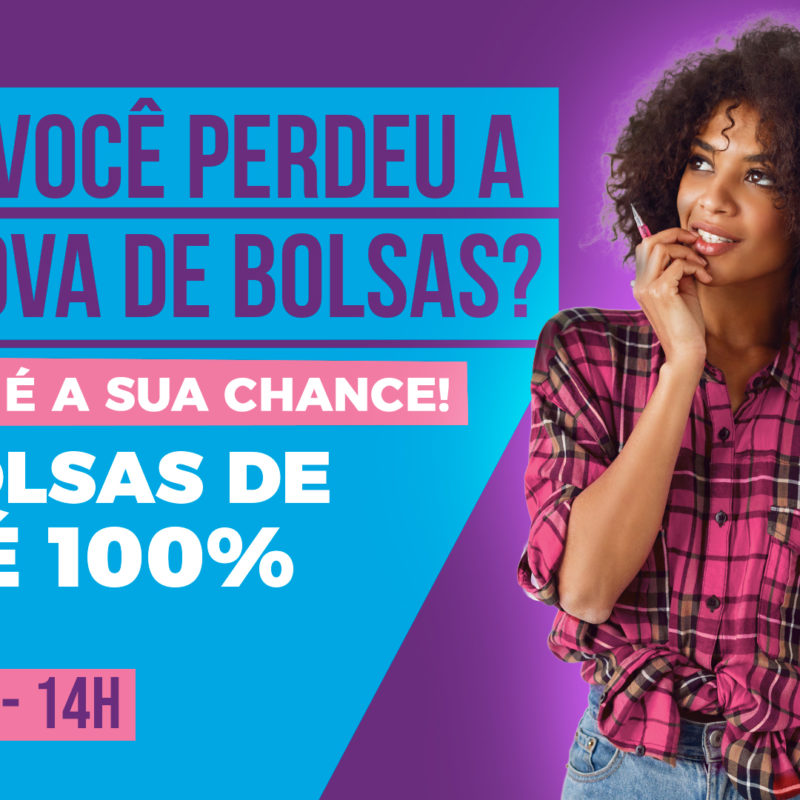 VOCÊ PERDEU A
OVA DE BOLSAS?
É A SUA CHANCE!
OLSAS DE
É 100%
- 14H